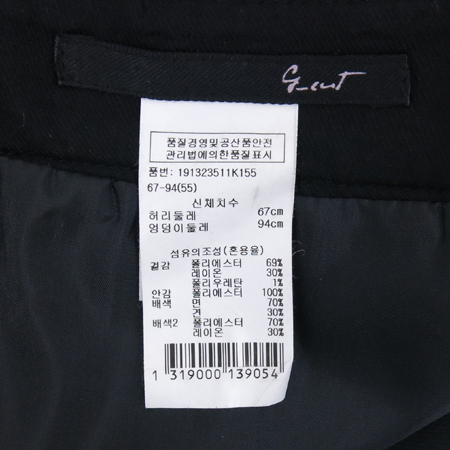 G-cut
품질경영및공산품안전
관리법에의한품질표시
품번: 191323511K155
67-94(55)
신체치수
허리둘레 67cm
엉덩이둘레 94cm
섬유의조성(혼용율)
겉감 폴리에스터 69%
레이온 30%
폴리우레탄 1%
안감 폴리에스터 100%
배색 면 70%
견 30%
배색2 폴리에스터 70%
레이온 30%
1 319000 139054